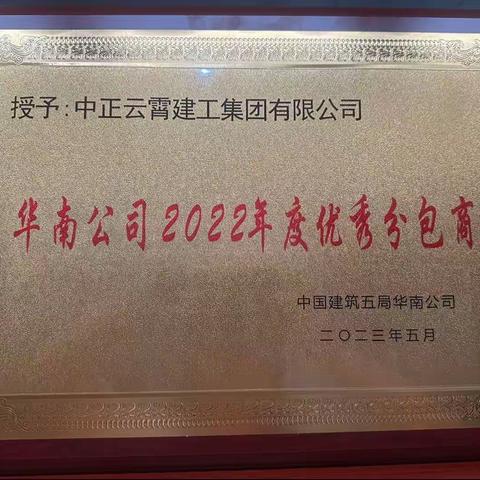 授予:中正云霄建工集团有限公司
华南公司2022年度优秀分包商
中国建筑五局华南公司
二〇二三年五月